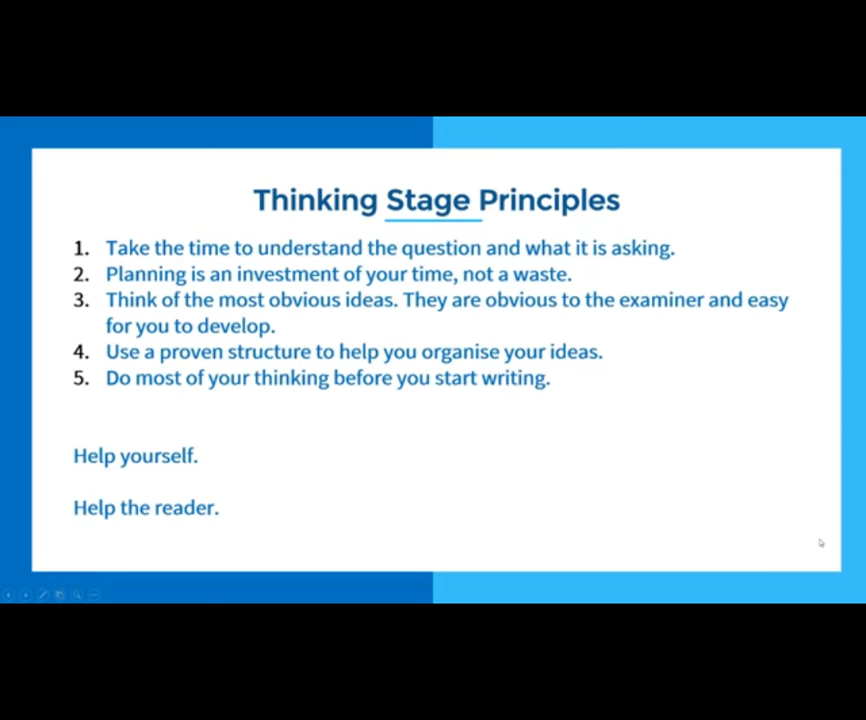 Thinking Stage Principles
1. Take the time to understand the question and what it is asking.
2. Planning is an investment of your time, not a waste.
3. Think of the most obvious ideas. They are obvious to the examiner and easy
for you to develop.
4. Use a proven structure to help you organise your ideas.
5. Do most of your thinking before you start writing.
Help yourself.
Help the reader.